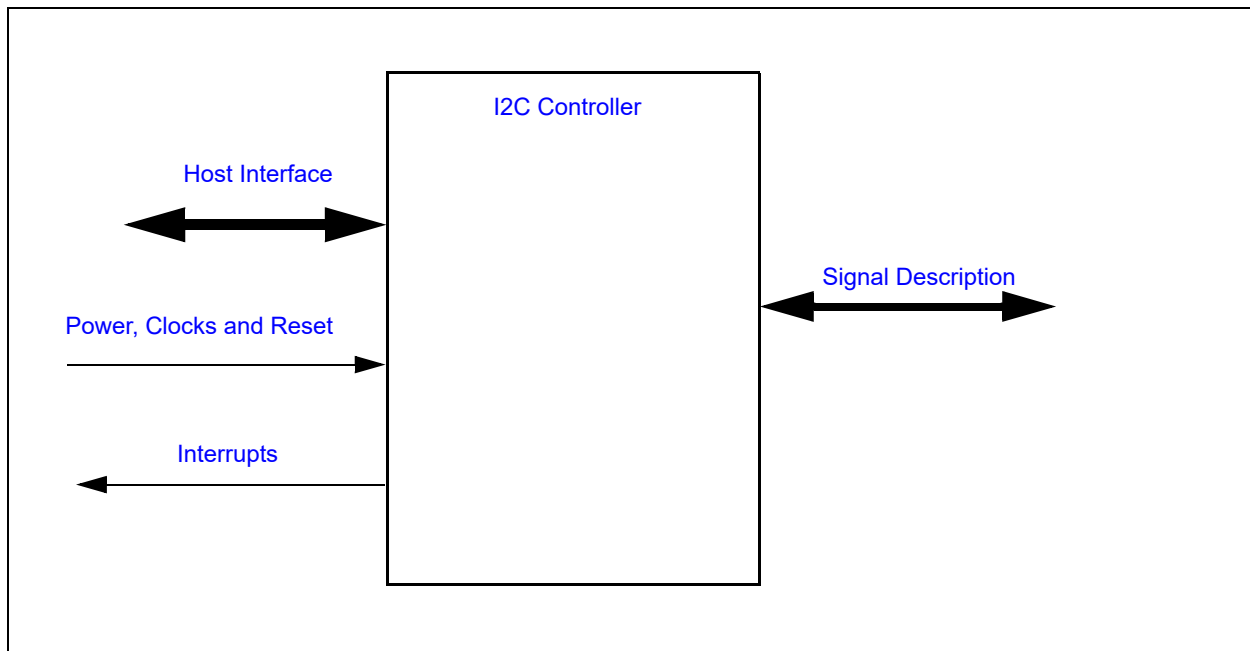 I2C Controller
Host Interface
Signal Description
Power, Clocks and Reset
Interrupts